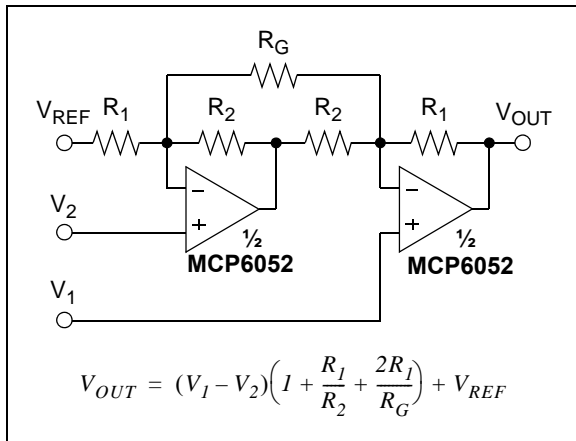 R_G
V_REF R_1 R_2 R_2 R_1 V_OUT
−
−
V_2
+
+
½
½
MCP6052
MCP6052
V_1
V_OUT = (V_1 − V_2)(1 + R_1/R_2 + 2R_1/R_G) + V_REF